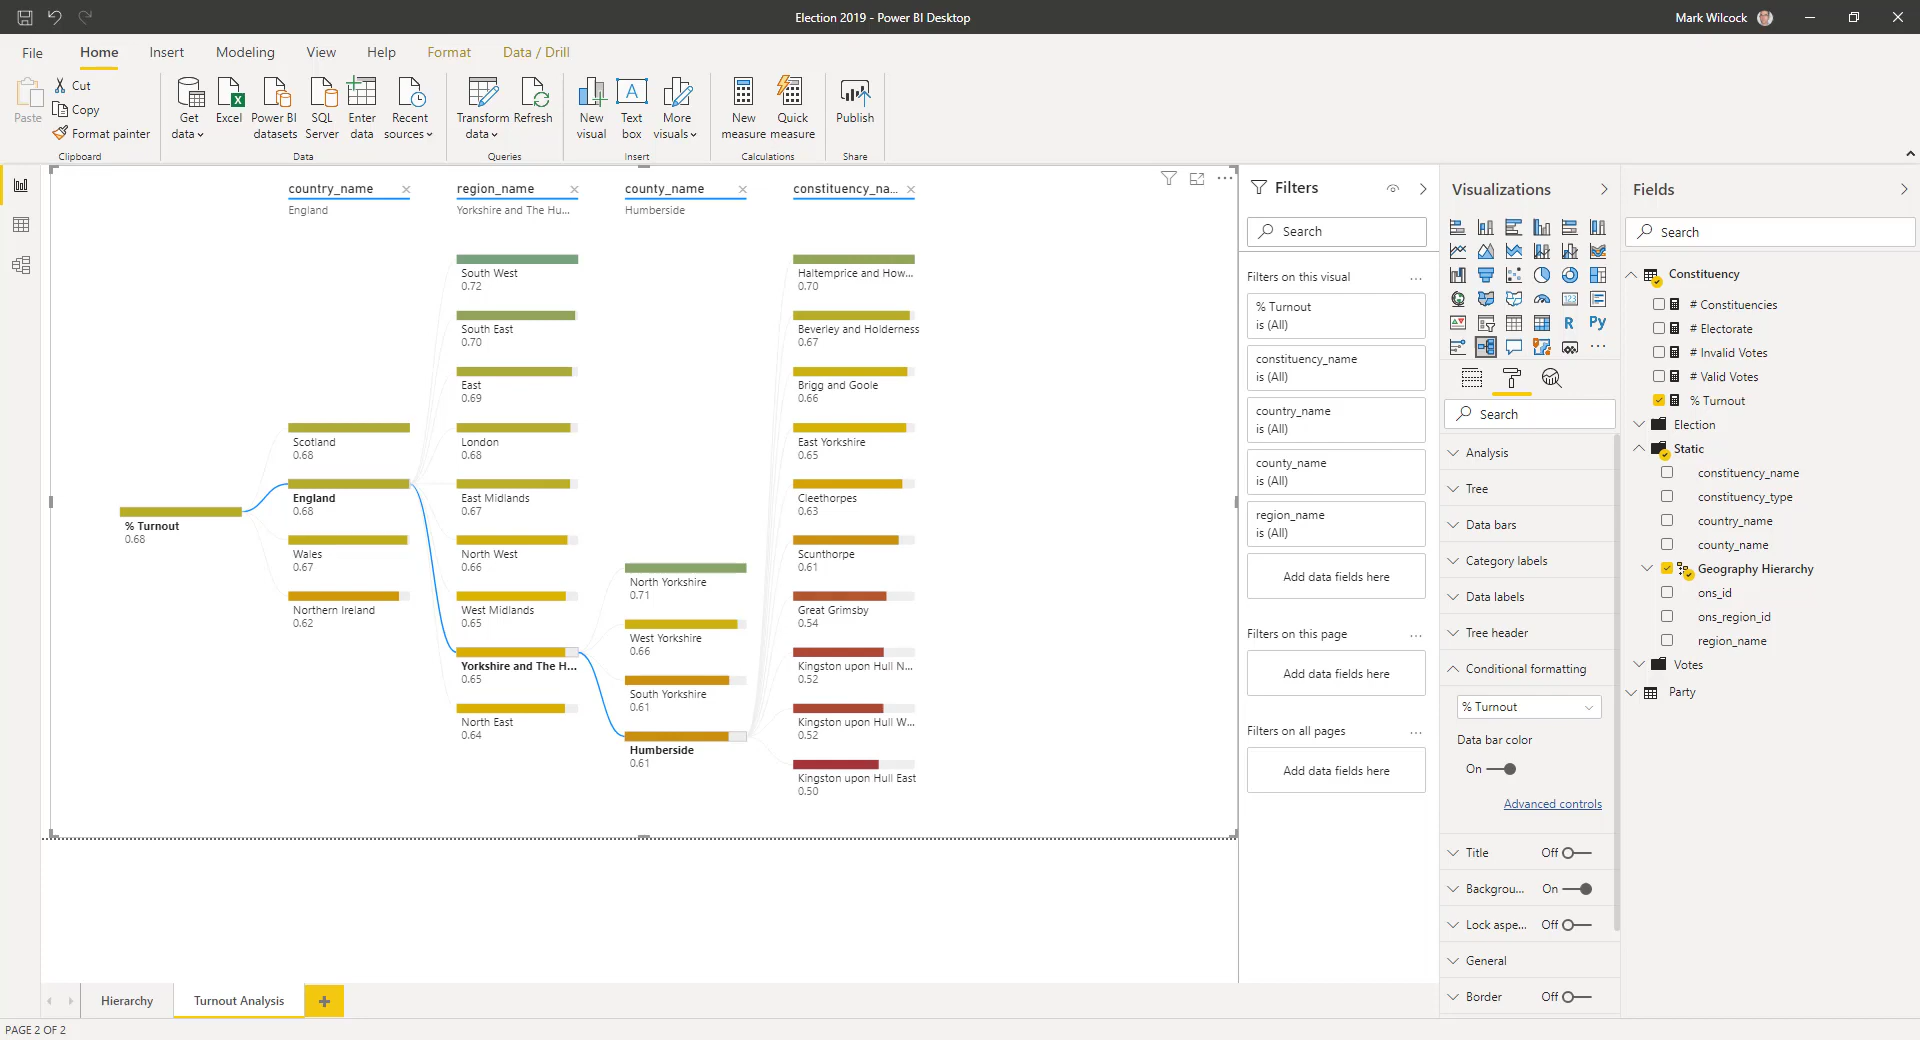 Election 2019 - Power BI Desktop
Mark Wilcock
File
Home
Insert
Modeling
View
Help
Format
Data / Drill
Paste
Cut
Copy
Format painter
Clipboard
Get data
Excel
Power BI datasets
SQL Server
Enter data
Recent sources
Data
Transform data
Refresh
Queries
New visual
A
Text box
More visuals
Insert
New measure
Quick measure
Calculations
Publish
Share
country_name
England
region_name
Yorkshire and The Hu...
county_name
Humberside
constituency_na...
% Turnout
0.68
Scotland
0.68
England
0.68
Wales
0.67
Northern Ireland
0.62
South West
0.72
South East
0.70
East
0.69
London
0.68
East Midlands
0.67
North West
0.66
West Midlands
0.65
Yorkshire and The H...
0.65
North East
0.64
North Yorkshire
0.71
West Yorkshire
0.66
South Yorkshire
0.61
Humberside
0.61
Haltemprice and How...
0.70
Beverley and Holderness
0.67
Brigg and Goole
0.66
East Yorkshire
0.65
Cleethorpes
0.63
Scunthorpe
0.61
Great Grimsby
0.54
Kingston upon Hull N...
0.52
Kingston upon Hull W...
0.52
Kingston upon Hull East
0.50
Filters
Search
Filters on this visual
% Turnout
is (All)
constituency_name
is (All)
country_name
is (All)
county_name
is (All)
region_name
is (All)
Add data fields here
Filters on this page
Add data fields here
Filters on all pages
Add data fields here
Visualizations
123
R
Py
Search
Analysis
Tree
Data bars
Category labels
Data labels
Tree header
Conditional formatting
% Turnout
Data bar color
On
Advanced controls
Title Off
Backgrou... On
Lock aspe... Off
General
Border Off
Fields
Search
Constituency
# Constituencies
# Electorate
# Invalid Votes
# Valid Votes
% Turnout
Election
Static
constituency_name
constituency_type
country_name
county_name
Geography Hierarchy
ons_id
ons_region_id
region_name
Votes
Party
Hierarchy
Turnout Analysis
PAGE 2 OF 2